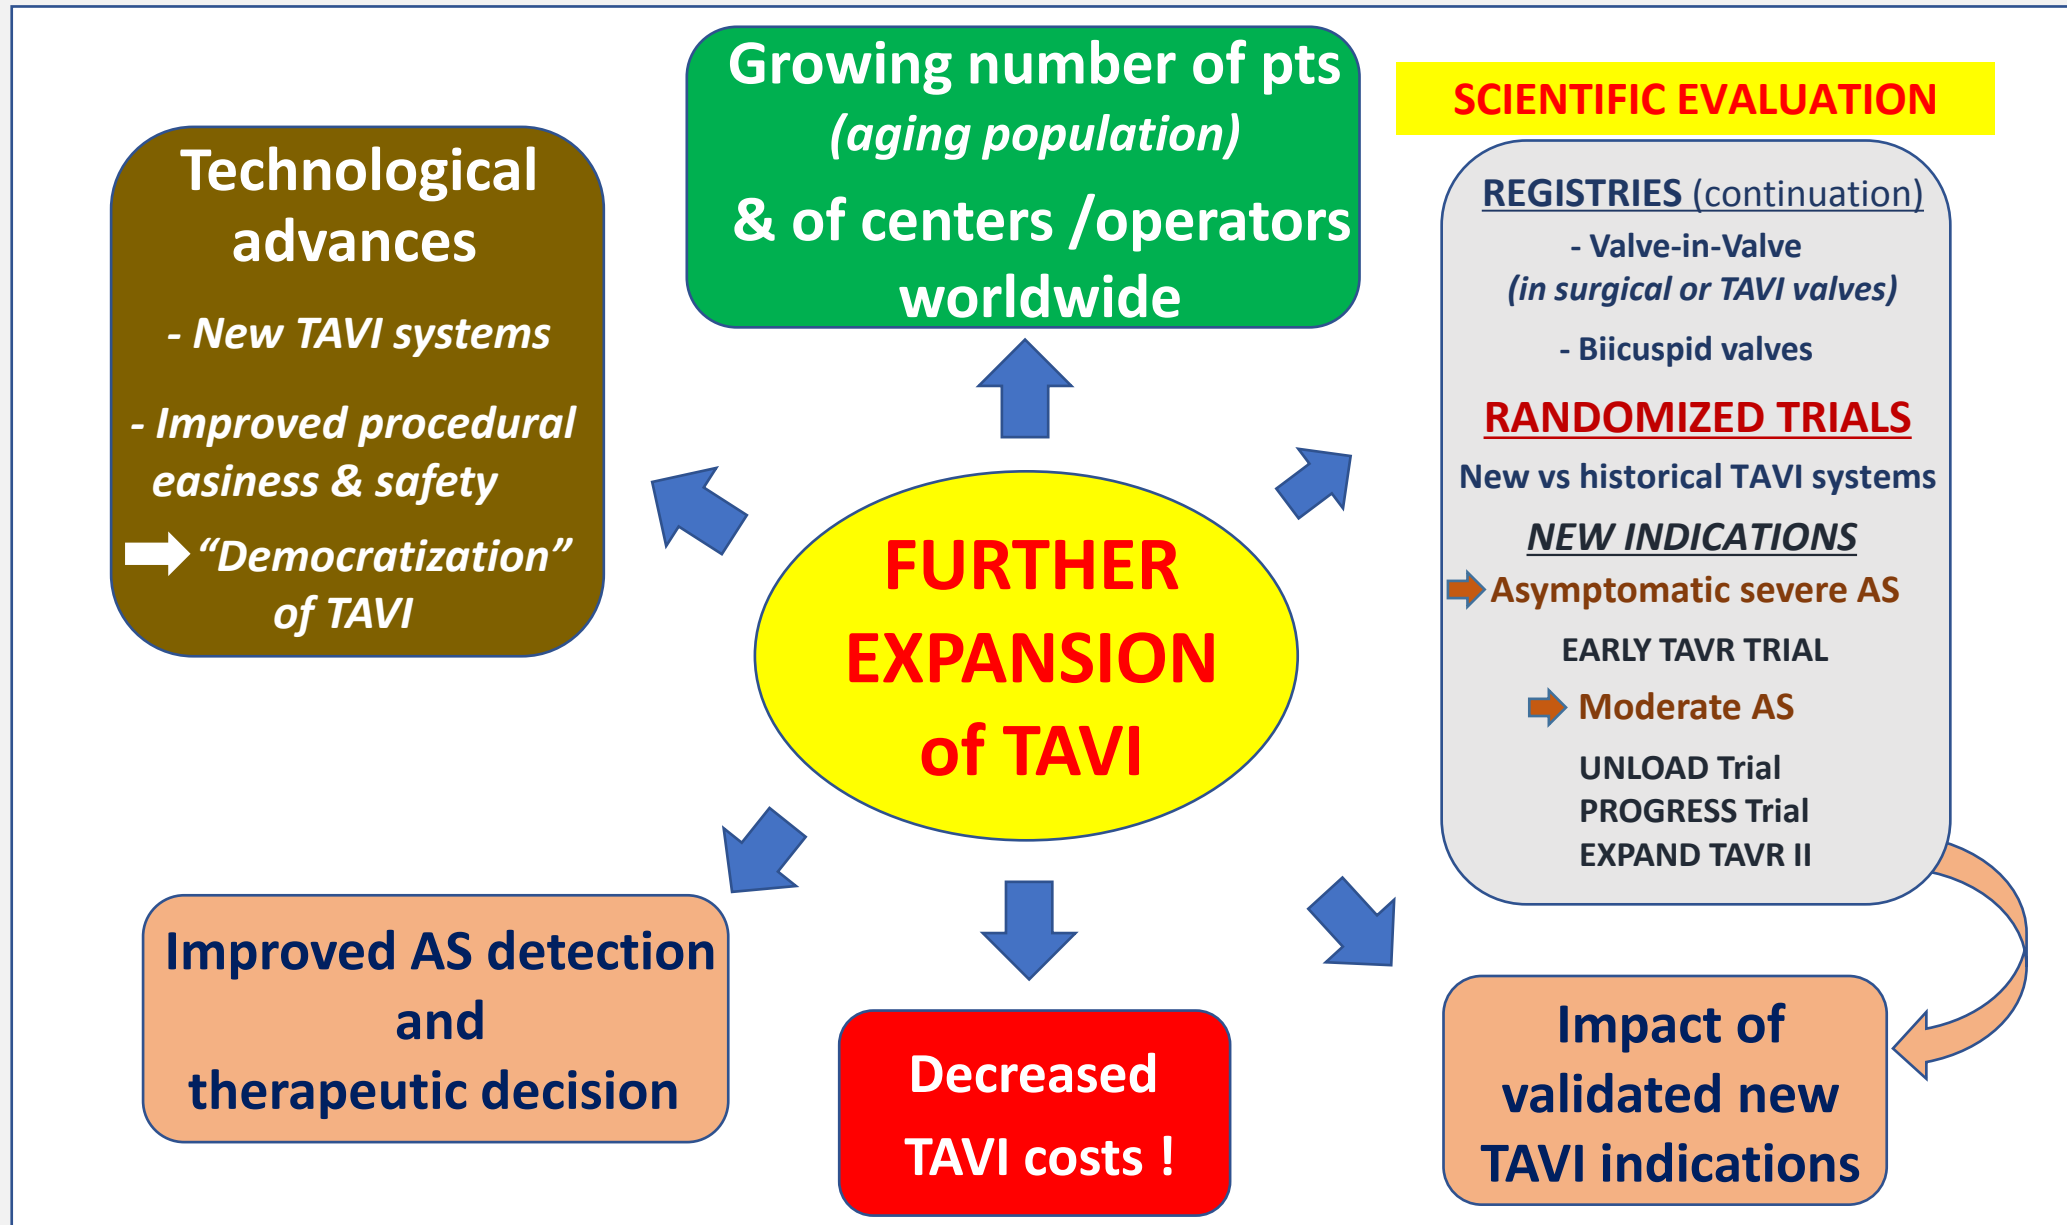 Growing number of pts
(aging population)
& of centers /operators
worldwide
SCIENTIFIC EVALUATION
Technological
advances
- New TAVI systems
- Improved procedural
easiness & safety
“Democratization”
of TAVI
REGISTRIES (continuation)
- Valve-in-Valve
(in surgical or TAVI valves)
- Biicuspid valves
RANDOMIZED TRIALS
New vs historical TAVI systems
NEW INDICATIONS
Asymptomatic severe AS
EARLY TAVR TRIAL
Moderate AS
UNLOAD Trial
PROGRESS Trial
EXPAND TAVR II
FURTHER
EXPANSION
of TAVI
Improved AS detection
and
therapeutic decision
Decreased
TAVI costs !
Impact of
validated new
TAVI indications